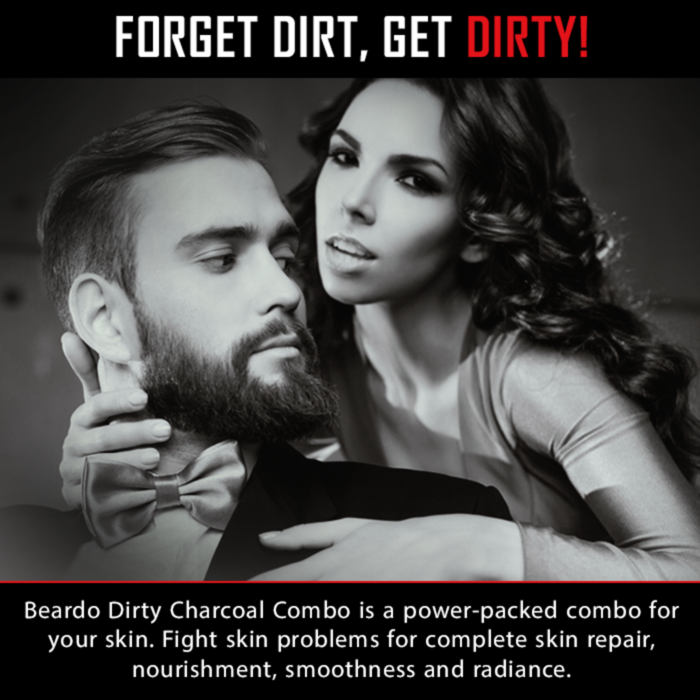 FORGET DIRT, GET DIRTY!
Beardo Dirty Charcoal Combo is a power-packed combo for
your skin. Fight skin problems for complete skin repair,
nourishment, smoothness and radiance.